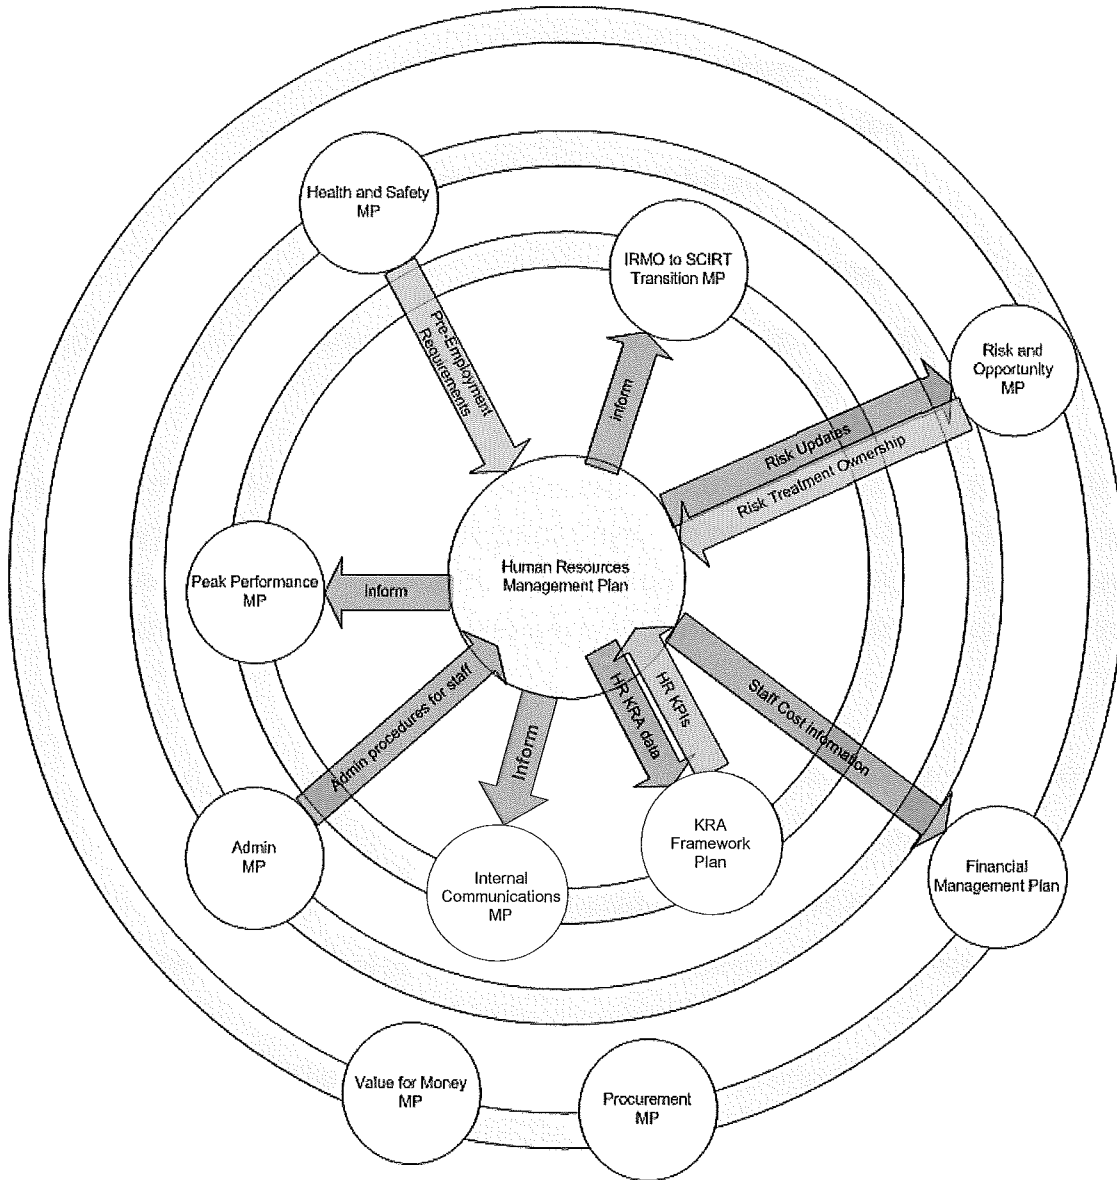 Health and Safety
MP
IRMO to SCIRT
Transition MP
Pre-Employment
Requirements
inform
Risk and
Opportunity
MP
Risk Updates
Risk Treatment Ownership
Human Resources
Management Plan
Peak Performance
MP
Inform
Admin procedures for staff
Inform
HR KRA data
HR KPIs
Staff Cost information
Admin
MP
Internal
Communications
MP
KRA
Framework
Plan
Financial
Management Plan
Value for Money
MP
Procurement
MP